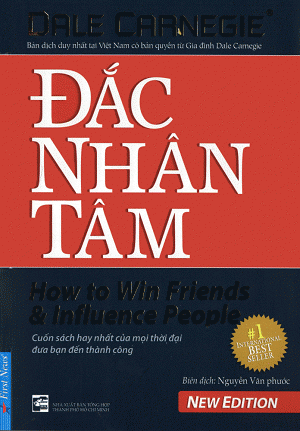 DALE CARNEGIE®
Bản dịch duy nhất tại Việt Nam có bản quyền từ Gia đình Dale Carnegie
ĐẮC
NHÂN
TÂM
How to Win Friends
& Influence People
Cuốn sách hay nhất của mọi thời đại
đưa bạn đến thành công
#1
INTERNATIONAL
BEST
SELLER
Biên dịch: Nguyễn Văn Phước
NEW EDITION
First News
NHÀ XUẤT BẢN TỔNG HỢP
THÀNH PHỐ HỒ CHÍ MINH